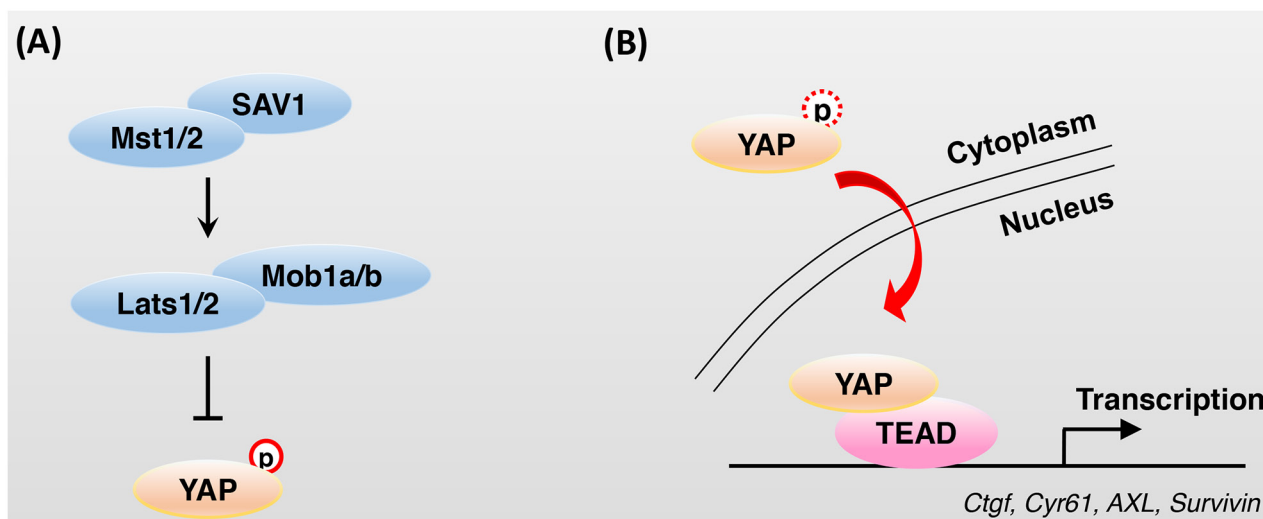 (A)
SAV1
Mst1/2
Mob1a/b
Lats1/2
p
YAP
(B)
p
YAP
Cytoplasm
Nucleus
YAP
TEAD
Transcription
Ctgf, Cyr61, AXL, Survivin